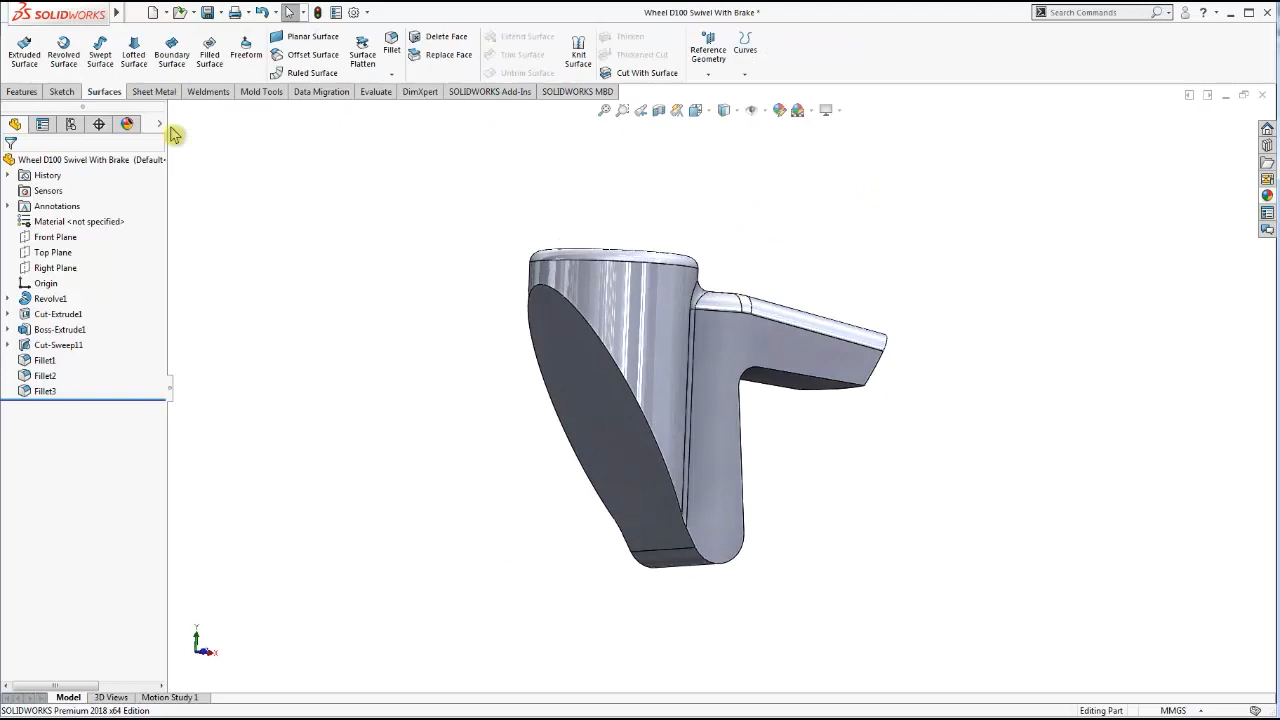 SOLIDWORKS
Wheel D100 Swivel With Brake *
Search Commands
Extruded Surface
Revolved Surface
Swept Surface
Lofted Surface
Boundary Surface
Filled Surface
Freeform
Planar Surface
Offset Surface
Ruled Surface
Surface Flatten
Fillet
Delete Face
Replace Face
Extend Surface
Trim Surface
Untrim Surface
Knit Surface
Thicken
Thickened Cut
Cut With Surface
Reference Geometry
Curves
Features Sketch Surfaces Sheet Metal Weldments Mold Tools Data Migration Evaluate DimXpert SOLIDWORKS Add-Ins SOLIDWORKS MBD
Wheel D100 Swivel With Brake (Default
History
Sensors
Annotations
Material <not specified>
Front Plane
Top Plane
Right Plane
Origin
Revolve1
Cut-Extrude1
Boss-Extrude1
Cut-Sweep11
Fillet1
Fillet2
Fillet3
Y
X
Model 3D Views Motion Study 1
SOLIDWORKS Premium 2018 x64 Edition
Editing Part
MMGS